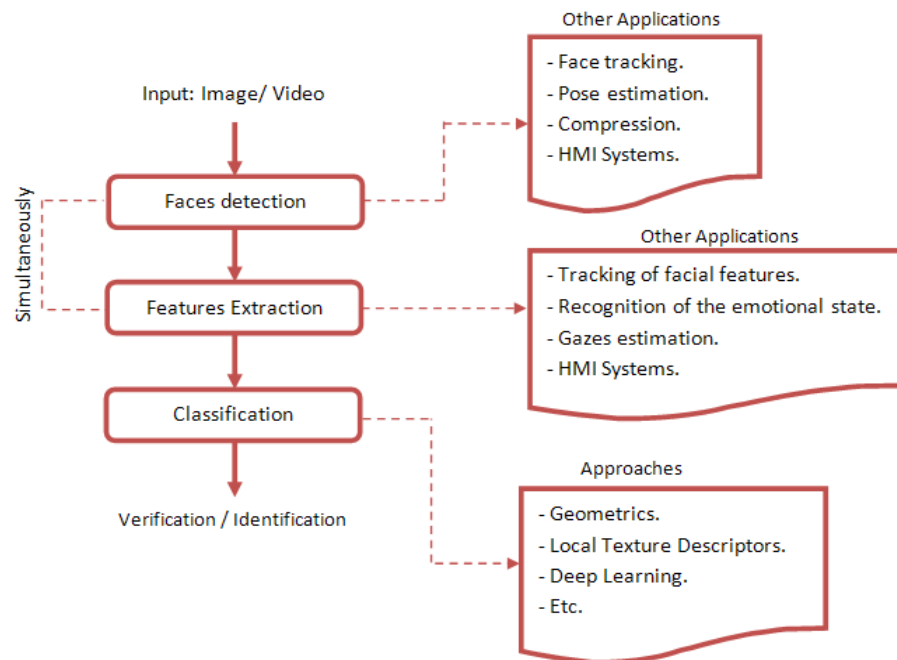 Other Applications
- Face tracking.
- Pose estimation.
- Compression.
- HMI Systems.
Input: Image/ Video
Faces detection
Simultaneously
Other Applications
- Tracking of facial features.
- Recognition of the emotional state.
- Gazes estimation.
- HMI Systems.
Features Extraction
Classification
Approaches
- Geometrics.
- Local Texture Descriptors.
- Deep Learning.
- Etc.
Verification / Identification